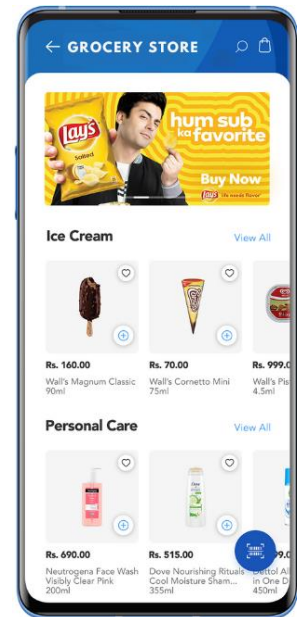 GROCERY STORE
Lay's
Salted
hum sub
ka favorite
Buy Now
Lay's
Ice Cream
View All
Rs. 160.00
Rs. 70.00
Rs. 999.0
Wall's Magnum Classic
90ml
Wall's Cornetto Mini
75ml
Wall's Pis
4.5ml
Personal Care
View All
Rs. 690.00
Rs. 515.00
9.0
Neutrogena Face Wash
Visibly Clear Pink
200ml
Dove Nourishing Rituals
Cool Moisture Sham...
355ml
Dettol Al
in One D
450ml